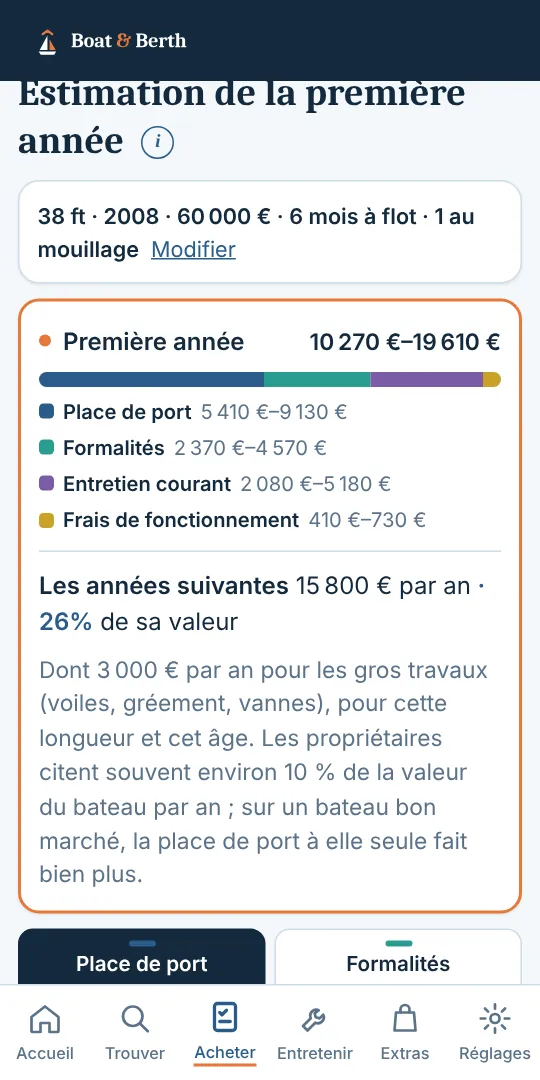 Boat & Berth
Estimation de la première
année i
38 ft · 2008 · 60 000 € · 6 mois à flot · 1 au
mouillage Modifier
Première année 10 270 €–19 610 €
Place de port 5 410 €–9 130 €
Formalités 2 370 €–4 570 €
Entretien courant 2 080 €–5 180 €
Frais de fonctionnement 410 €–730 €
Les années suivantes 15 800 € par an ·
26% de sa valeur
Dont 3 000 € par an pour les gros travaux
(voiles, gréement, vannes), pour cette
longueur et cet âge. Les propriétaires
citent souvent environ 10 % de la valeur
du bateau par an ; sur un bateau bon
marché, la place de port à elle seule fait
bien plus.
Place de port Formalités
Accueil Trouver Acheter Entretenir Extras Réglages